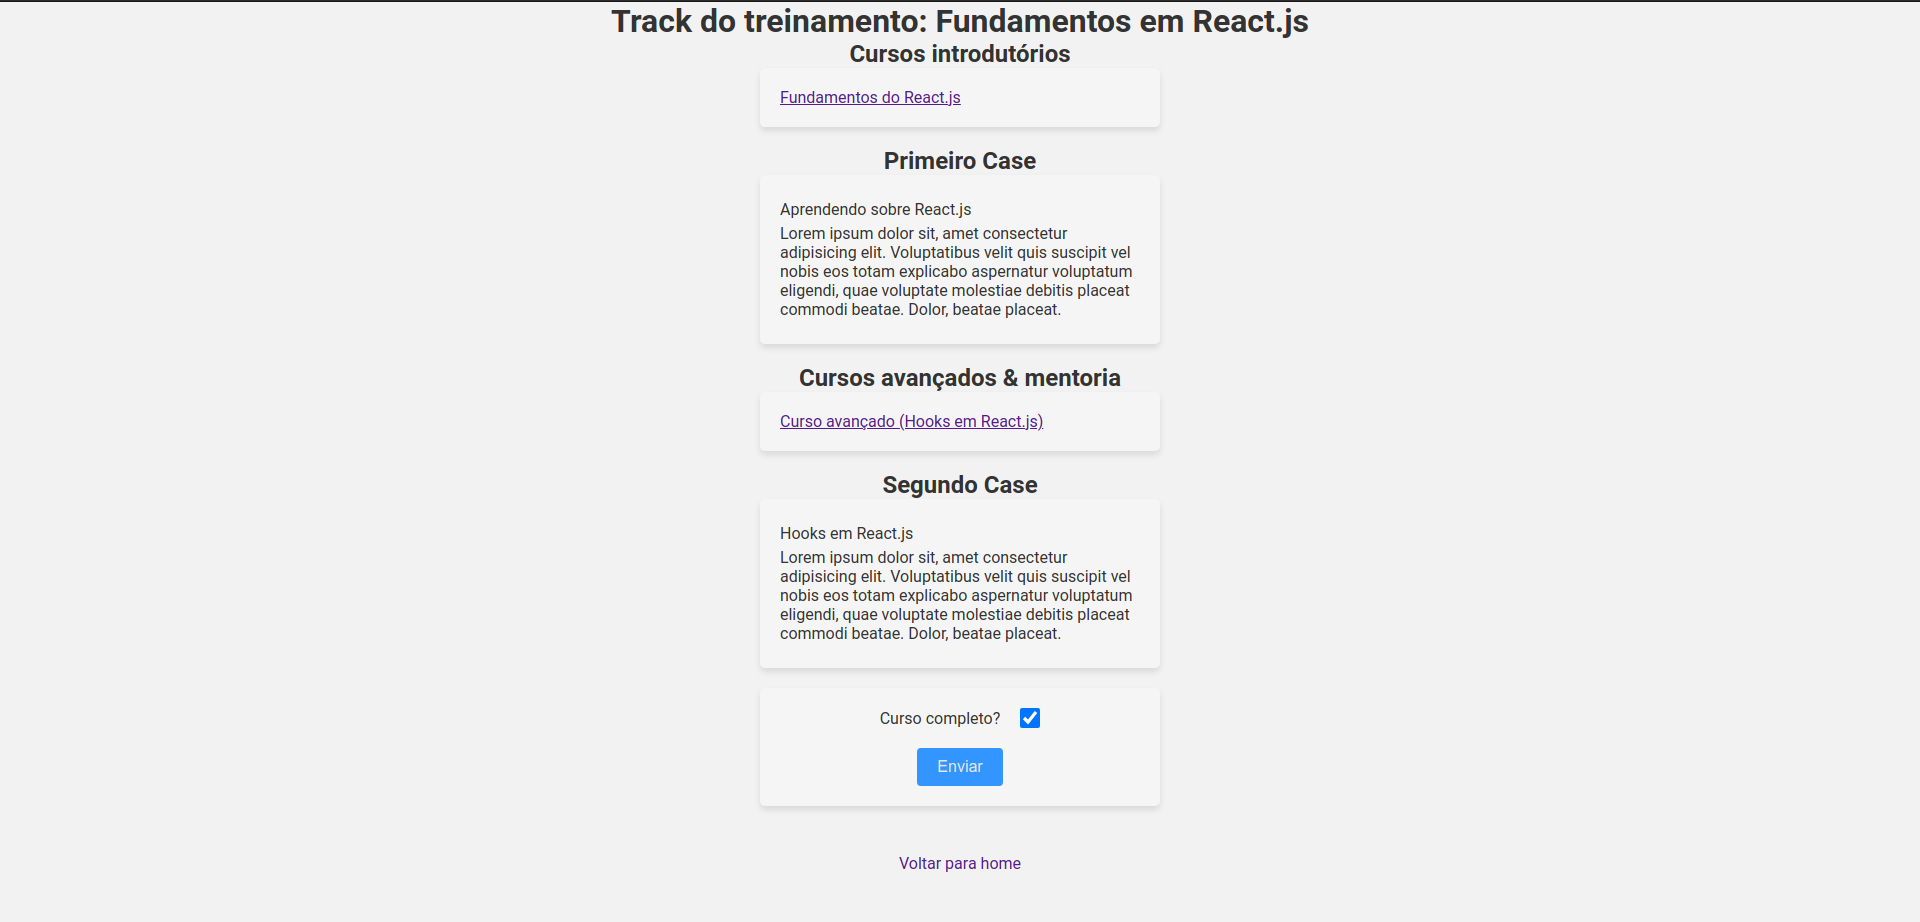 Track do treinamento: Fundamentos em React.js
Cursos introdutórios
Fundamentos do React.js
Primeiro Case
Aprendendo sobre React.js
Lorem ipsum dolor sit, amet consectetur
adipisicing elit. Voluptatibus velit quis suscipit vel
nobis eos totam explicabo aspernatur voluptatum
eligendi, quae voluptate molestiae debitis placeat
commodi beatae. Dolor, beatae placeat.
Cursos avançados & mentoria
Curso avançado (Hooks em React.js)
Segundo Case
Hooks em React.js
Lorem ipsum dolor sit, amet consectetur
adipisicing elit. Voluptatibus velit quis suscipit vel
nobis eos totam explicabo aspernatur voluptatum
eligendi, quae voluptate molestiae debitis placeat
commodi beatae. Dolor, beatae placeat.
Curso completo?
Enviar
Voltar para home